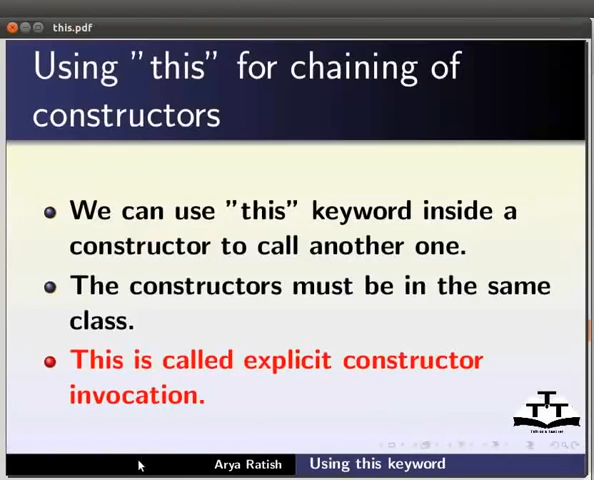 this.pdf
Using "this" for chaining of
constructors
We can use "this" keyword inside a
constructor to call another one.
The constructors must be in the same
class.
This is called explicit constructor
invocation.
Arya Ratish
Using this keyword